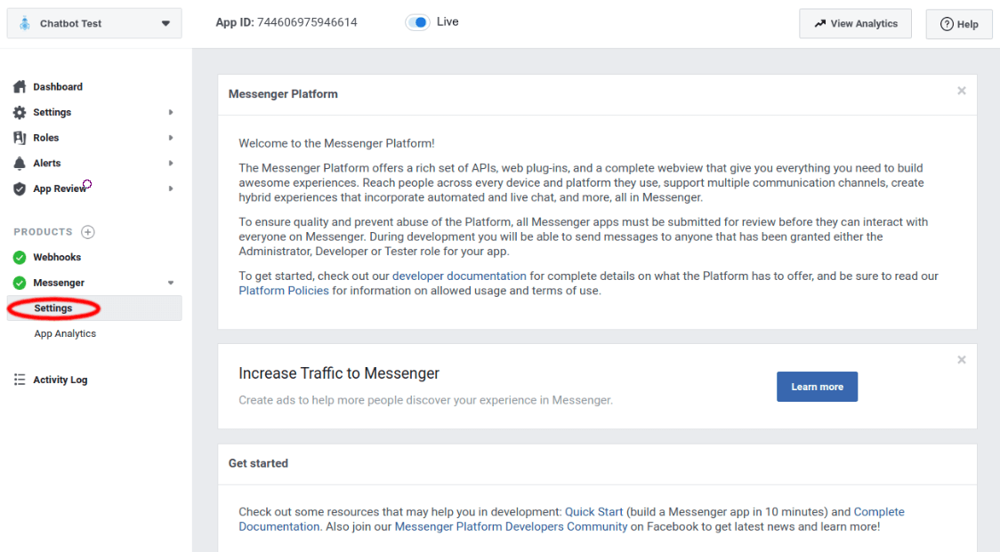 Chatbot Test
App ID: 744606975946614
Live
View Analytics
Help
Dashboard
Settings
Roles
Alerts
App Review
PRODUCTS
Webhooks
Messenger
Settings
App Analytics
Activity Log
Messenger Platform
Welcome to the Messenger Platform!
The Messenger Platform offers a rich set of APIs, web plug-ins, and a complete webview that give you everything you need to build
awesome experiences. Reach people across every device and platform they use, support multiple communication channels, create
hybrid experiences that incorporate automated and live chat, and more, all in Messenger.
To ensure quality and prevent abuse of the Platform, all Messenger apps must be submitted for review before they can interact with
everyone on Messenger. During development you will be able to send messages to anyone that has been granted either the
Administrator, Developer or Tester role for your app.
To get started, check out our developer documentation for complete details on what the Platform has to offer, and be sure to read our
Platform Policies for information on allowed usage and terms of use.
Increase Traffic to Messenger
Create ads to help more people discover your experience in Messenger.
Learn more
Get started
Check out some resources that may help you in development: Quick Start (build a Messenger app in 10 minutes) and Complete
Documentation. Also join our Messenger Platform Developers Community on Facebook to get latest news and learn more!